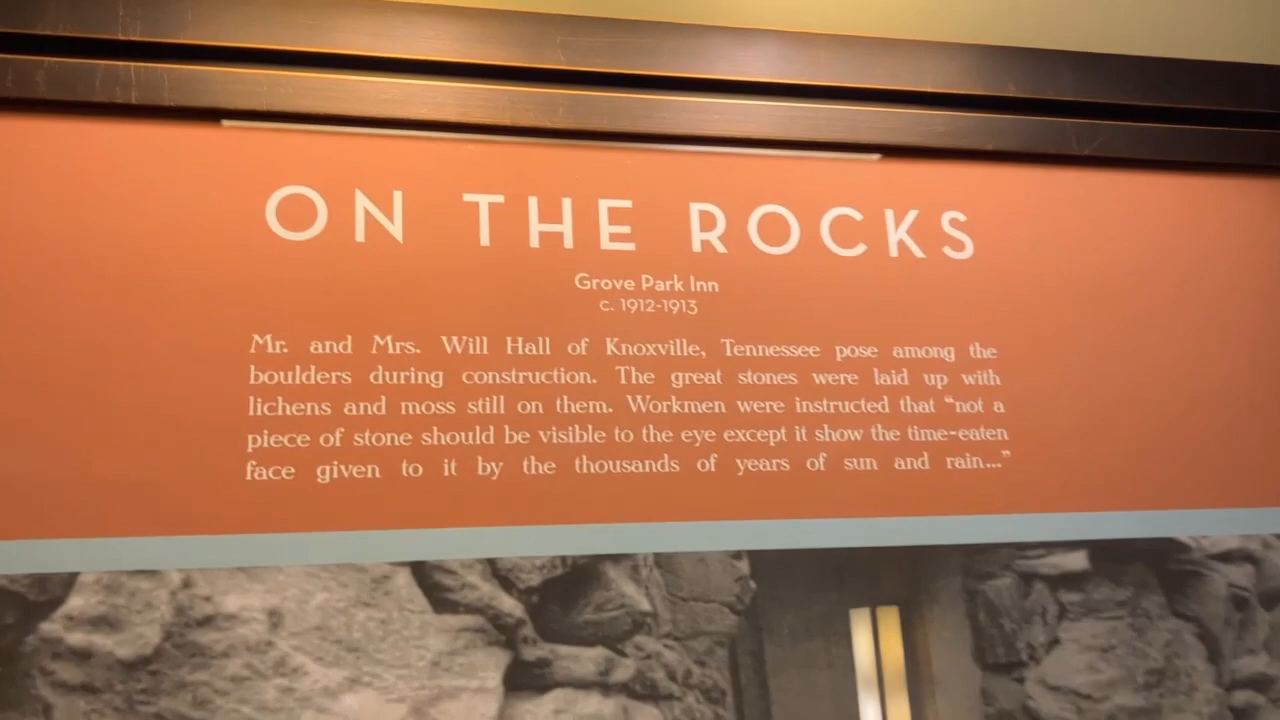 ON THE ROCKS
Grove Park Inn
c. 1912-1913
Mr. and Mrs. Will Hall of Knoxville, Tennessee pose among the
boulders during construction. The great stones were laid up with
lichens and moss still on them. Workmen were instructed that “not a
piece of stone should be visible to the eye except it show the time-eaten
face given to it by the thousands of years of sun and rain...”